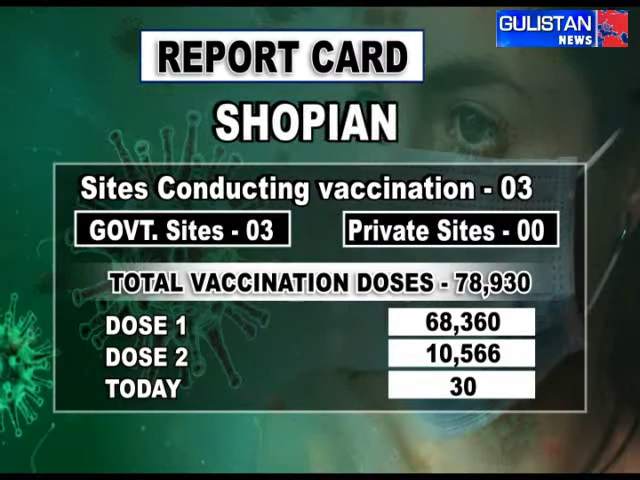 GULISTAN
NEWS
REPORT CARD
SHOPIAN
Sites Conducting vaccination - 03
GOVT. Sites - 03
Private Sites - 00
TOTAL VACCINATION DOSES - 78,930
DOSE 1 68,360
DOSE 2 10,566
TODAY 30